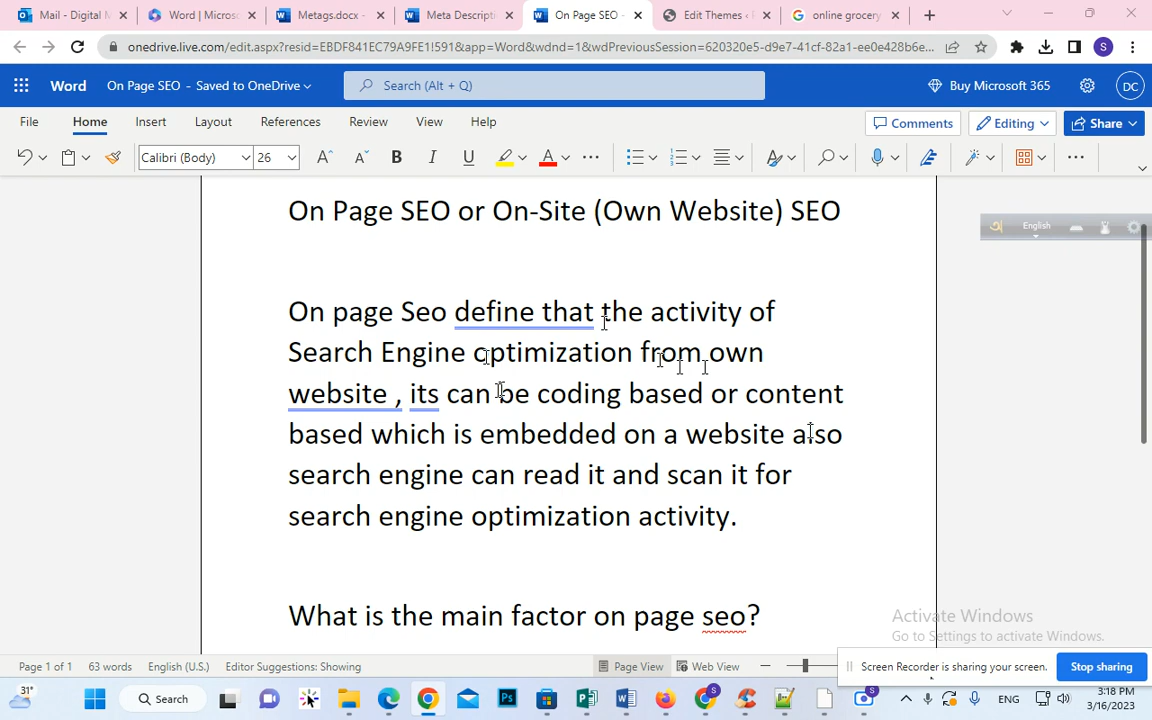 Mail - Digital M
Word | Micros
Metags.docx -
Meta Descripti
On Page SEO -
Edit Themes ‹
online grocery
onedrive.live.com/edit.aspx?resid=EBDF841EC79A9FE1!591&app=Word&wdnd=1&wdPreviousSession=620320e5-d9e7-41cf-82a1-ee0e428b6e...
S
Word On Page SEO - Saved to OneDrive
Search (Alt + Q)
Buy Microsoft 365
DC
File Home Insert Layout References Review View Help
Comments Editing Share
Calibri (Body) 26
On Page SEO or On-Site (Own Website) SEO
English
On page Seo define that the activity of
Search Engine optimization from own
website , its can be coding based or content
based which is embedded on a website also
search engine can read it and scan it for
search engine optimization activity.
What is the main factor on page seo?
Activate Windows
Go to Settings to activate Windows.
Page 1 of 1 63 words English (U.S.) Editor Suggestions: Showing
Page View Web View
Screen Recorder is sharing your screen. Stop sharing
31°
Search
ENG
3:18 PM
3/16/2023